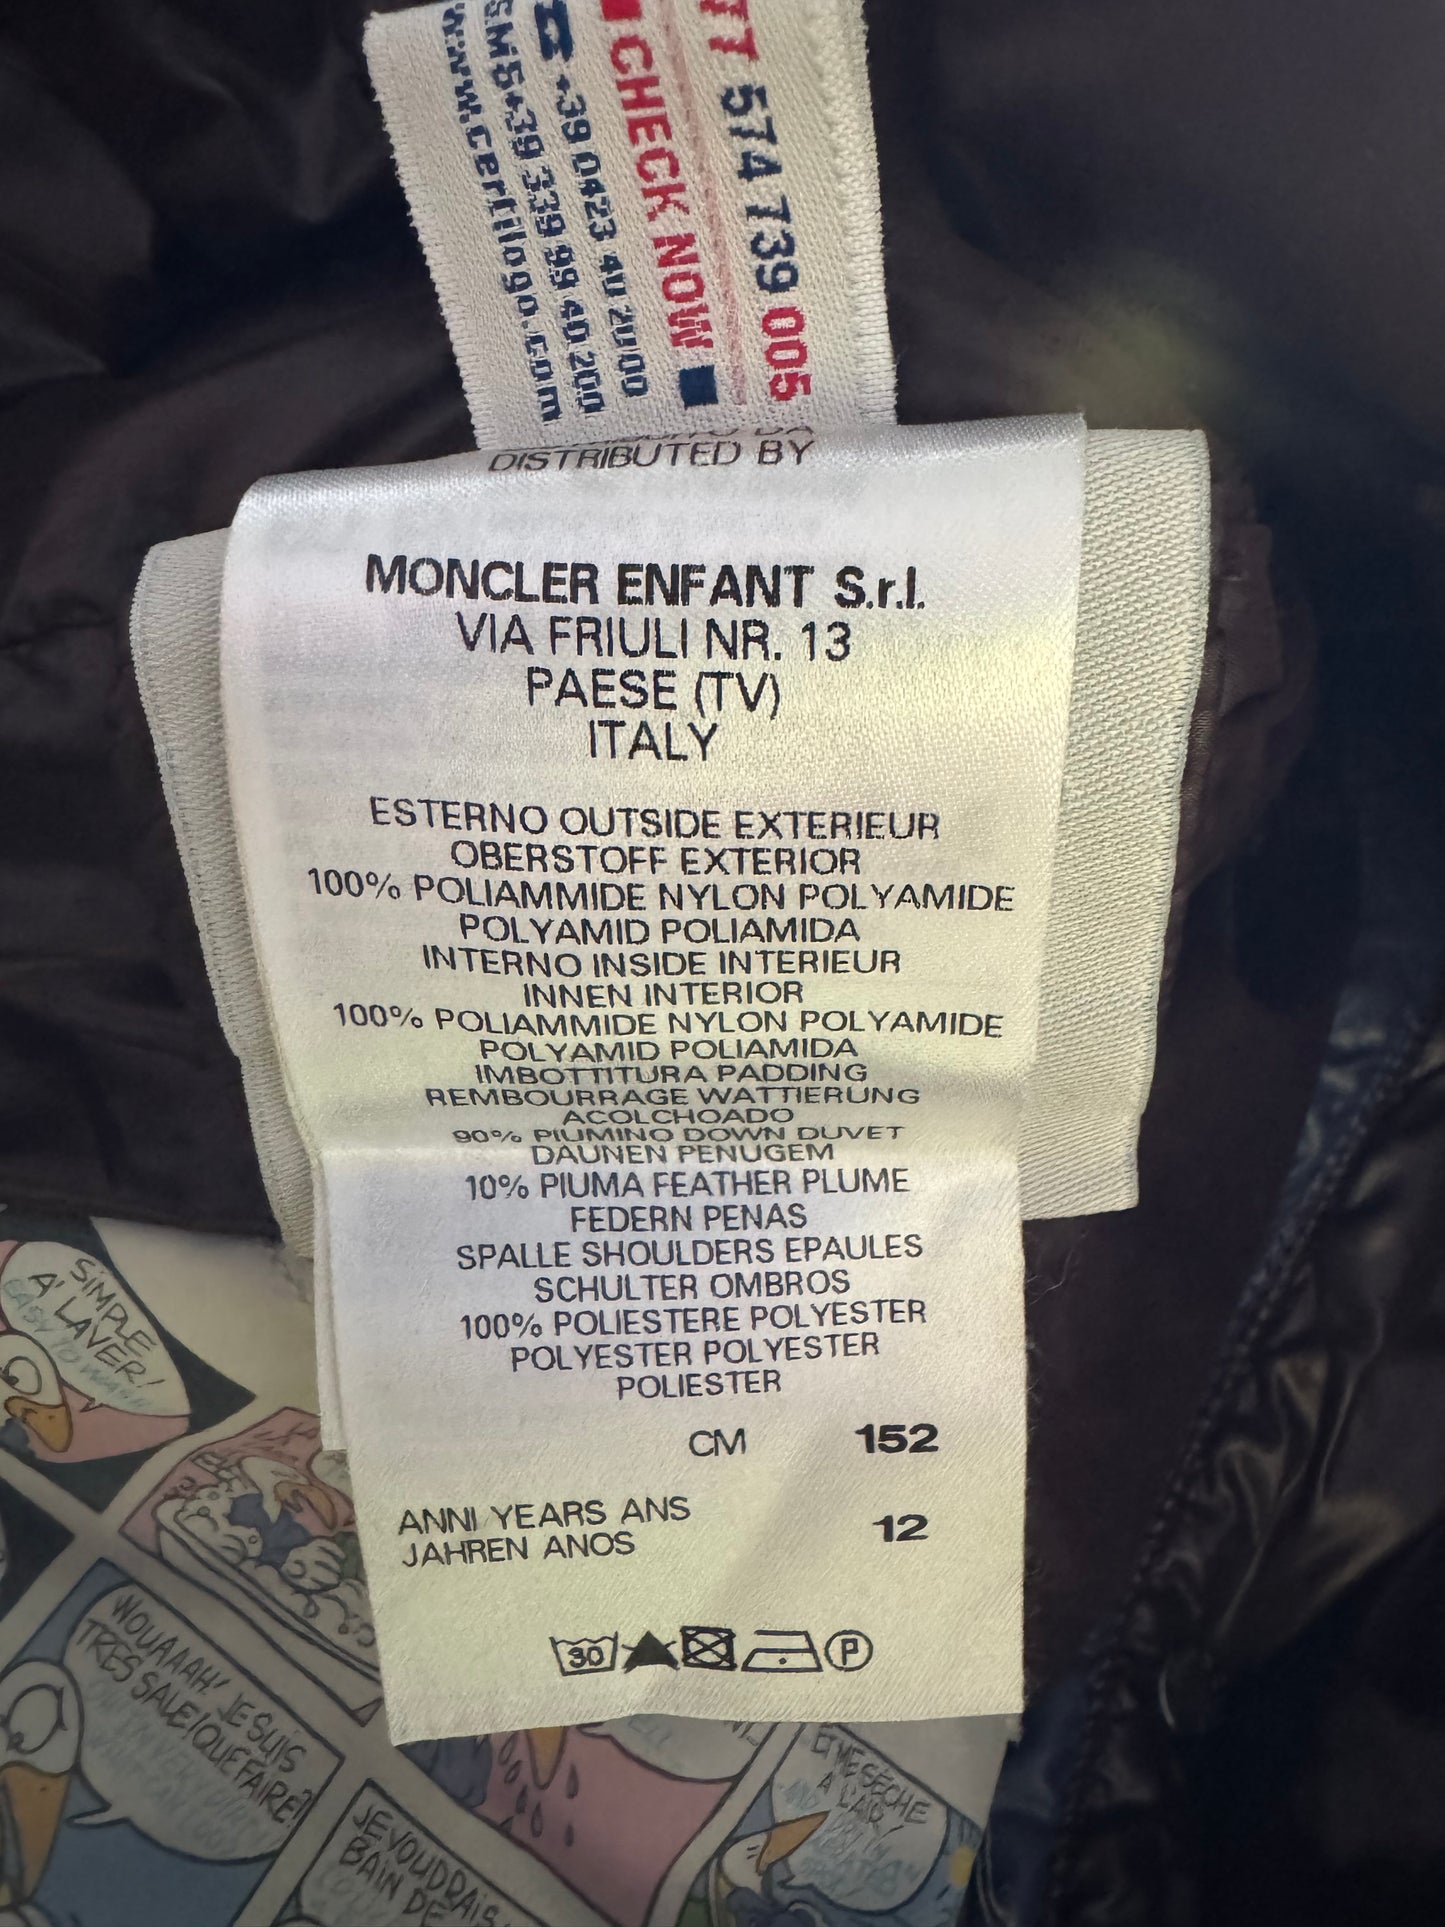 77 574 739 005
CHECK NOW
+39 0423 40 20 00
SMS+39 339 99 40 200
www.certilogo.com
DISTRIBUTED BY
MONCLER ENFANT S.r.l.
VIA FRIULI NR. 13
PAESE (TV)
ITALY
ESTERNO OUTSIDE EXTERIEUR
OBERSTOFF EXTERIOR
100% POLIAMMIDE NYLON POLYAMIDE
POLYAMID POLIAMIDA
INTERNO INSIDE INTERIEUR
INNEN INTERIOR
100% POLIAMMIDE NYLON POLYAMIDE
POLYAMID POLIAMIDA
IMBOTTITURA PADDING
REMBOURRAGE WATTIERUNG
ACOLCHOADO
90% PIUMINO DOWN DUVET
DAUNEN PENUGEM
10% PIUMA FEATHER PLUME
FEDERN PENAS
SPALLE SHOULDERS EPAULES
SCHULTER OMBROS
100% POLIESTERE POLYESTER
POLYESTER POLYESTER
POLIESTER
CM 152
ANNI YEARS ANS
JAHREN ANOS 12
30 P
SIMPLE
A' LAVER!
WOUAAAH! JE SUIS
TRES SALE! QUE FAIRE?
JE VOUDRAIS
BAIN DE
ET ME SECHE
A L'AIR